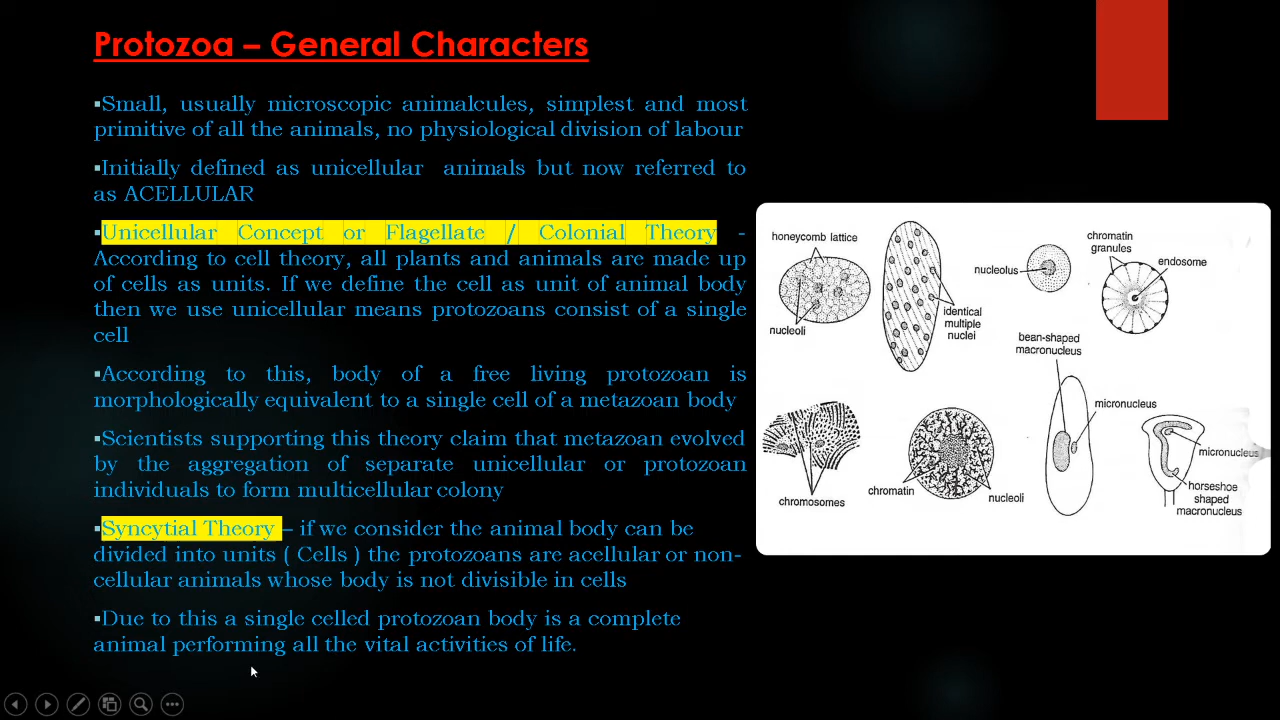 Protozoa – General Characters
▪Small, usually microscopic animalcules, simplest and most
primitive of all the animals, no physiological division of labour
▪Initially defined as unicellular animals but now referred to
as ACELLULAR
▪Unicellular Concept or Flagellate / Colonial Theory -
According to cell theory, all plants and animals are made up
of cells as units. If we define the cell as unit of animal body
then we use unicellular means protozoans consist of a single
cell
▪According to this, body of a free living protozoan is
morphologically equivalent to a single cell of a metazoan body
▪Scientists supporting this theory claim that metazoan evolved
by the aggregation of separate unicellular or protozoan
individuals to form multicellular colony
▪Syncytial Theory – if we consider the animal body can be
divided into units ( Cells ) the protozoans are acellular or non-
cellular animals whose body is not divisible in cells
▪Due to this a single celled protozoan body is a complete
animal performing all the vital activities of life.
honeycomb lattice
nucleoli
identical
multiple
nuclei
nucleolus
chromatin
granules
endosome
chromosomes
chromatin
nucleoli
bean-shaped
macronucleus
micronucleus
micronucleus
horseshoe
shaped
macronucleus